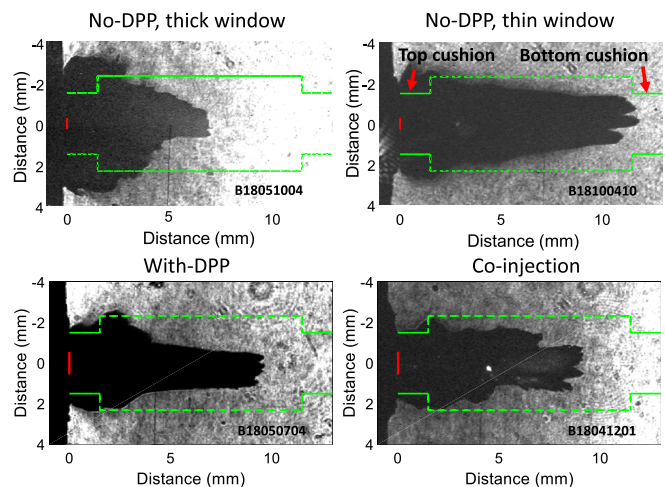 No-DPP, thick window
-4
-2
0
2
4
Distance (mm)
B18051004
0
5
10
Distance (mm)
No-DPP, thin window
Top cushion
Bottom cushion
-4
-2
0
2
4
Distance (mm)
B18100410
0
5
10
Distance (mm)
With-DPP
-4
-2
0
2
4
Distance (mm)
B18050704
0
5
10
Distance (mm)
Co-injection
-4
-2
0
2
4
Distance (mm)
B18041201
0
5
10
Distance (mm)